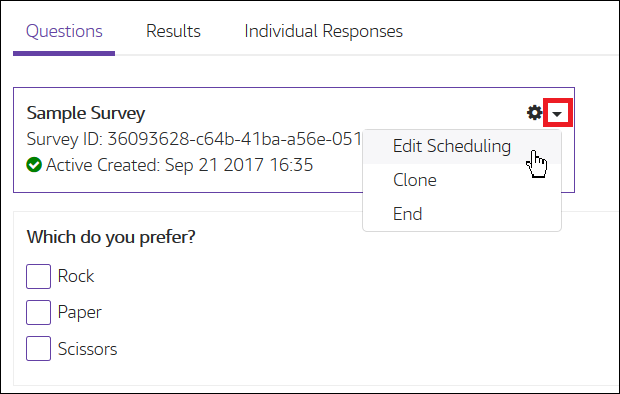 Questions Results Individual Responses
Sample Survey
Survey ID: 36093628-c64b-41ba-a56e-051
Active Created: Sep 21 2017 16:35
Edit Scheduling
Clone
End
Which do you prefer?
Rock
Paper
Scissors